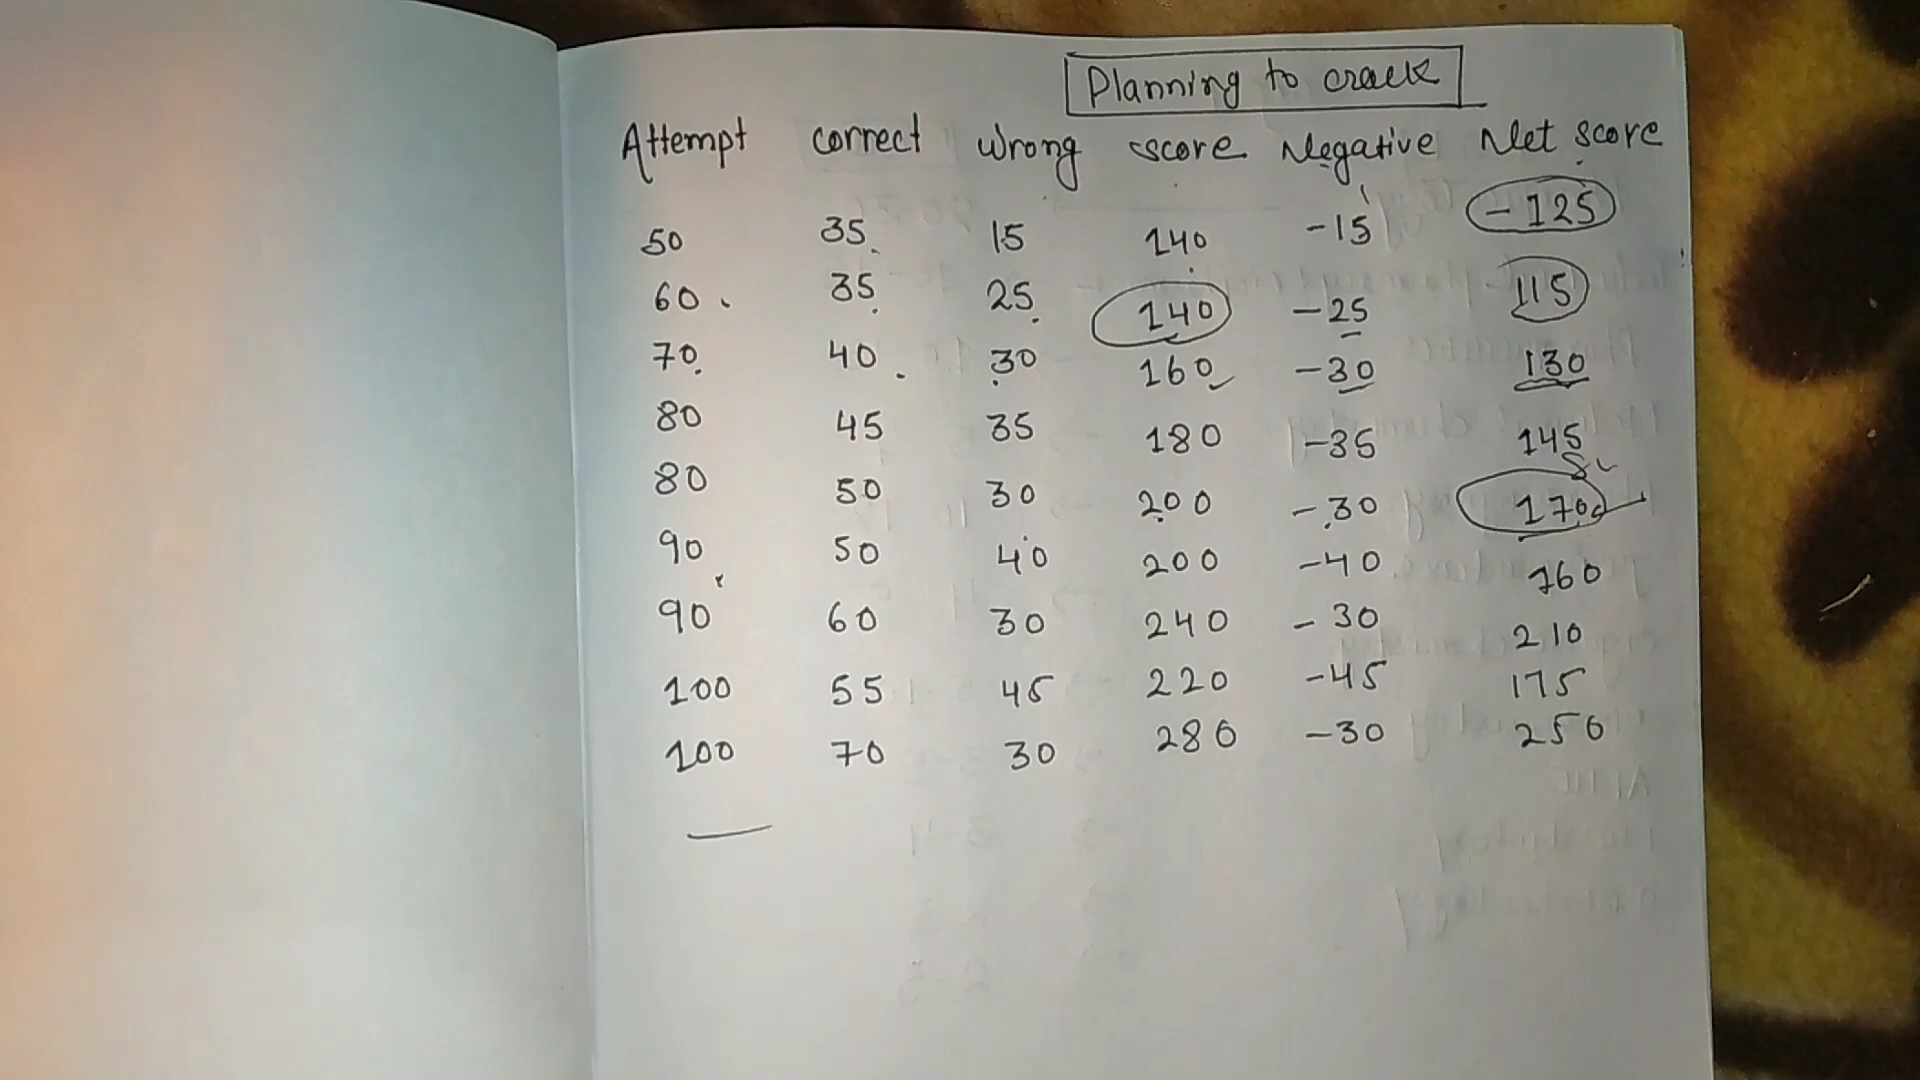 Planning to crack
Attempt correct wrong score Negative Net score
50 35 15 140 -15 -125
60 35 25 140 -25 115
70 40 30 160 -30 130
80 45 35 180 -35 145
80 50 30 200 -30 170
90 50 40 200 -40 160
90 60 30 240 -30 210
100 55 45 220 -45 175
100 70 30 280 -30 250